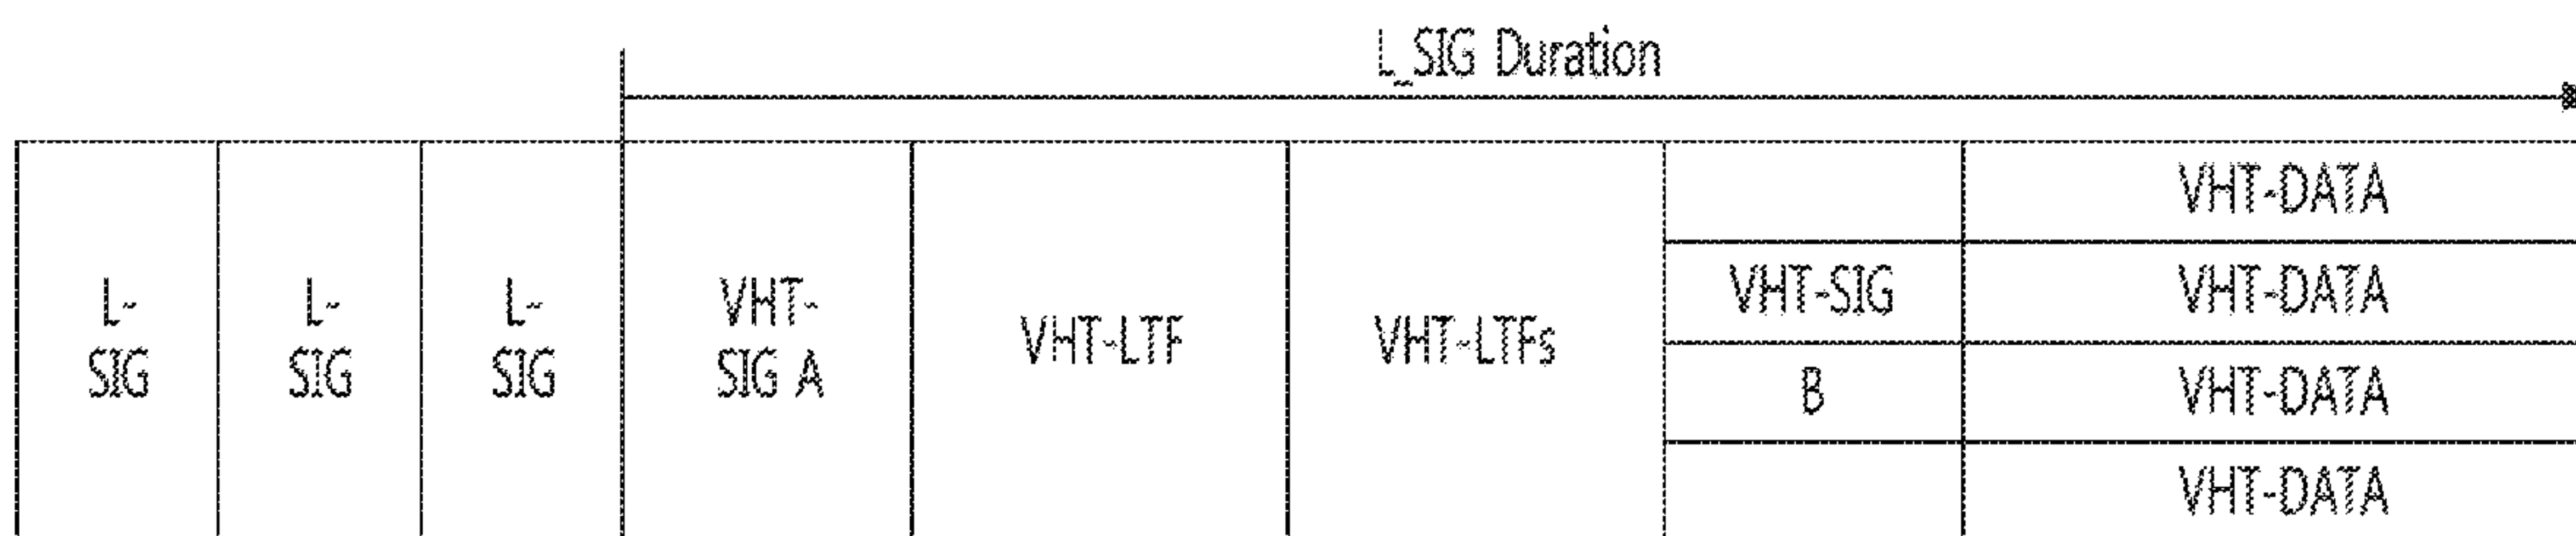 L_SIG Duration
L-
SIG
L-
SIG
L-
SIG
VHT-
SIG A
VHT-LTF
VHT-LTFs
VHT-SIG
B
VHT-DATA
VHT-DATA
VHT-DATA
VHT-DATA